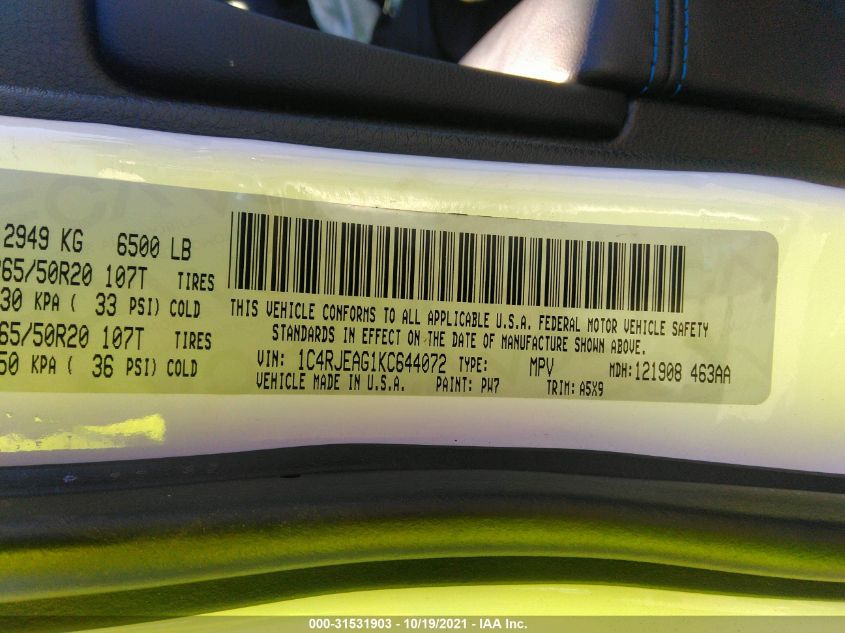 2949 KG 6500 LB
265/50R20 107T TIRES
30 KPA ( 33 PSI) COLD
65/50R20 107T TIRES
50 KPA ( 36 PSI) COLD
THIS VEHICLE CONFORMS TO ALL APPLICABLE U.S.A. FEDERAL MOTOR VEHICLE SAFETY
STANDARDS IN EFFECT ON THE DATE OF MANUFACTURE SHOWN ABOVE.
VIN: 1C4RJEAG1KC644072 TYPE: MPV MDH:121908 463AA
VEHICLE MADE IN U.S.A. PAINT: PW7 TRIM: A5X9
000-31531903 - 10/19/2021 - IAA Inc.